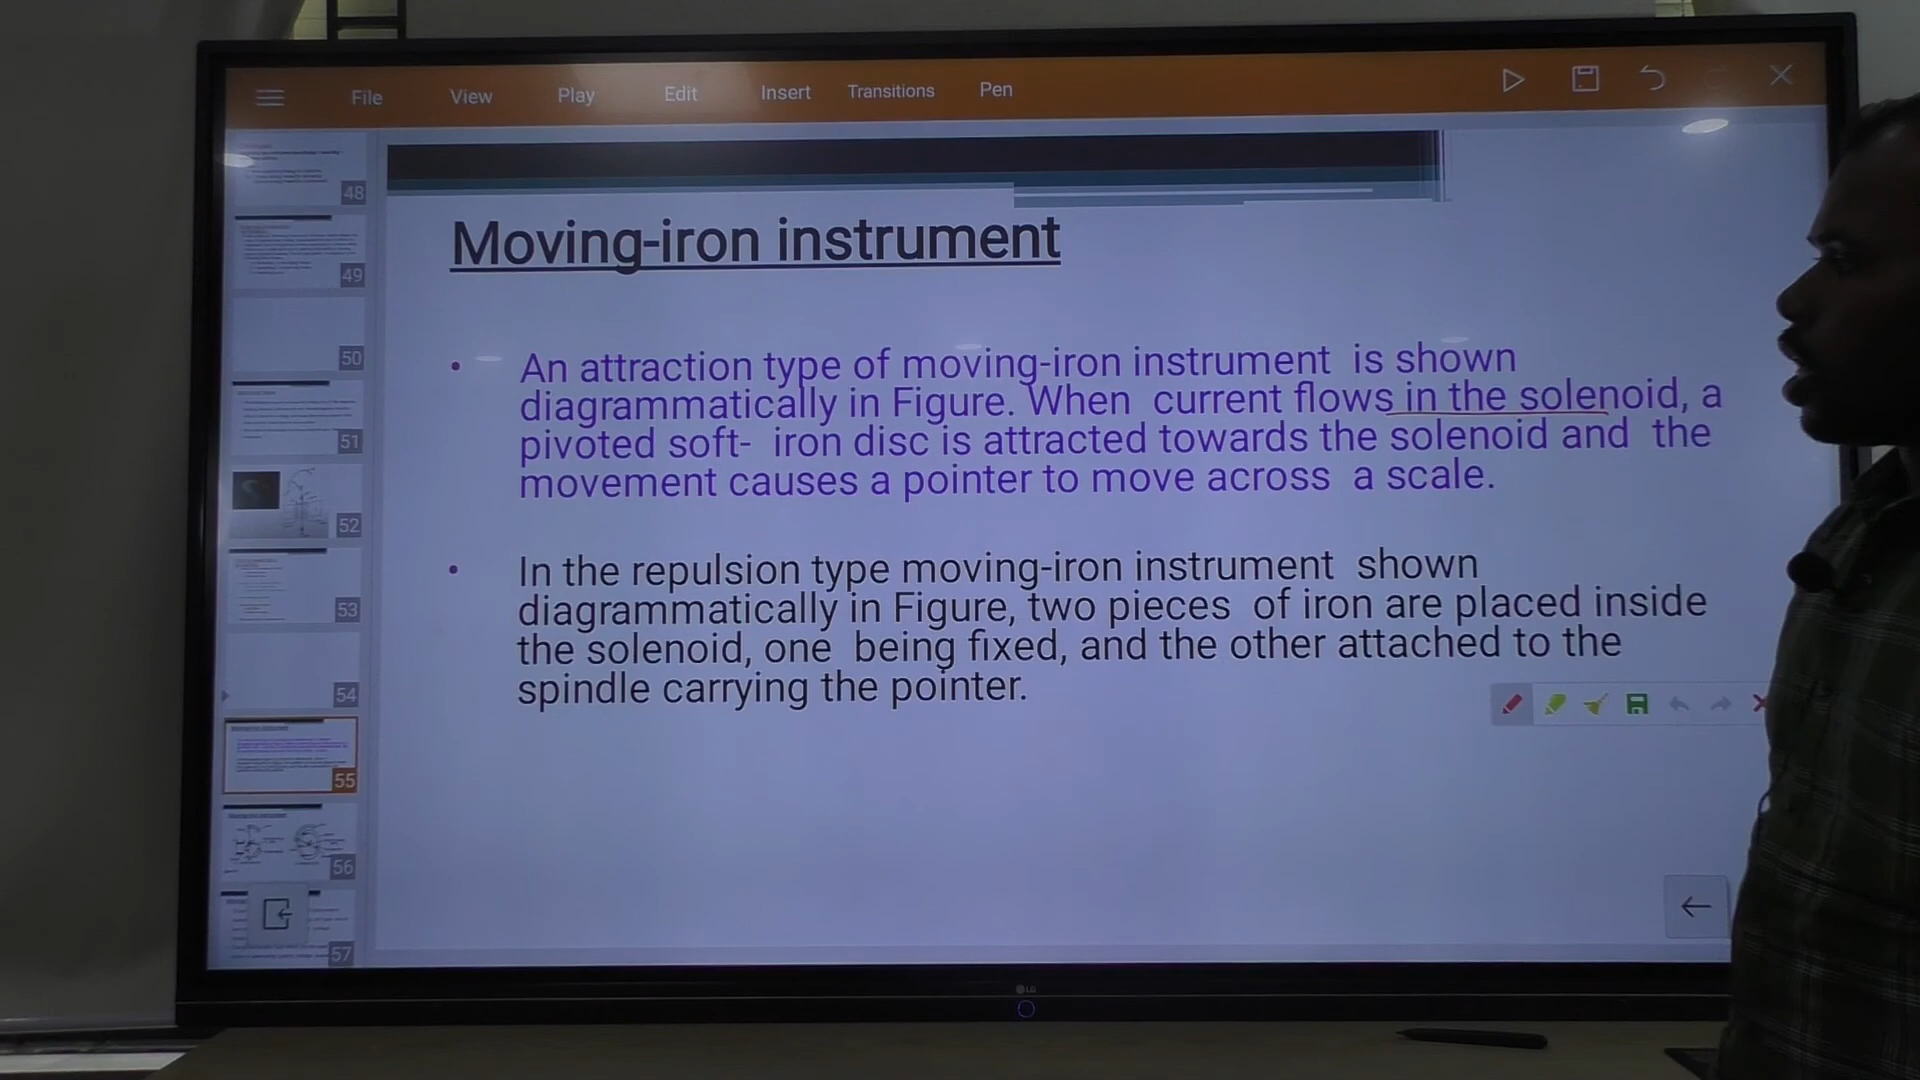 File View Play Edit Insert Transitions Pen
48
49
50
51
52
53
54
55
56
57
Moving-iron instrument
• An attraction type of moving-iron instrument is shown
diagrammatically in Figure. When current flows in the solenoid, a
pivoted soft- iron disc is attracted towards the solenoid and the
movement causes a pointer to move across a scale.
• In the repulsion type moving-iron instrument shown
diagrammatically in Figure, two pieces of iron are placed inside
the solenoid, one being fixed, and the other attached to the
spindle carrying the pointer.
LG